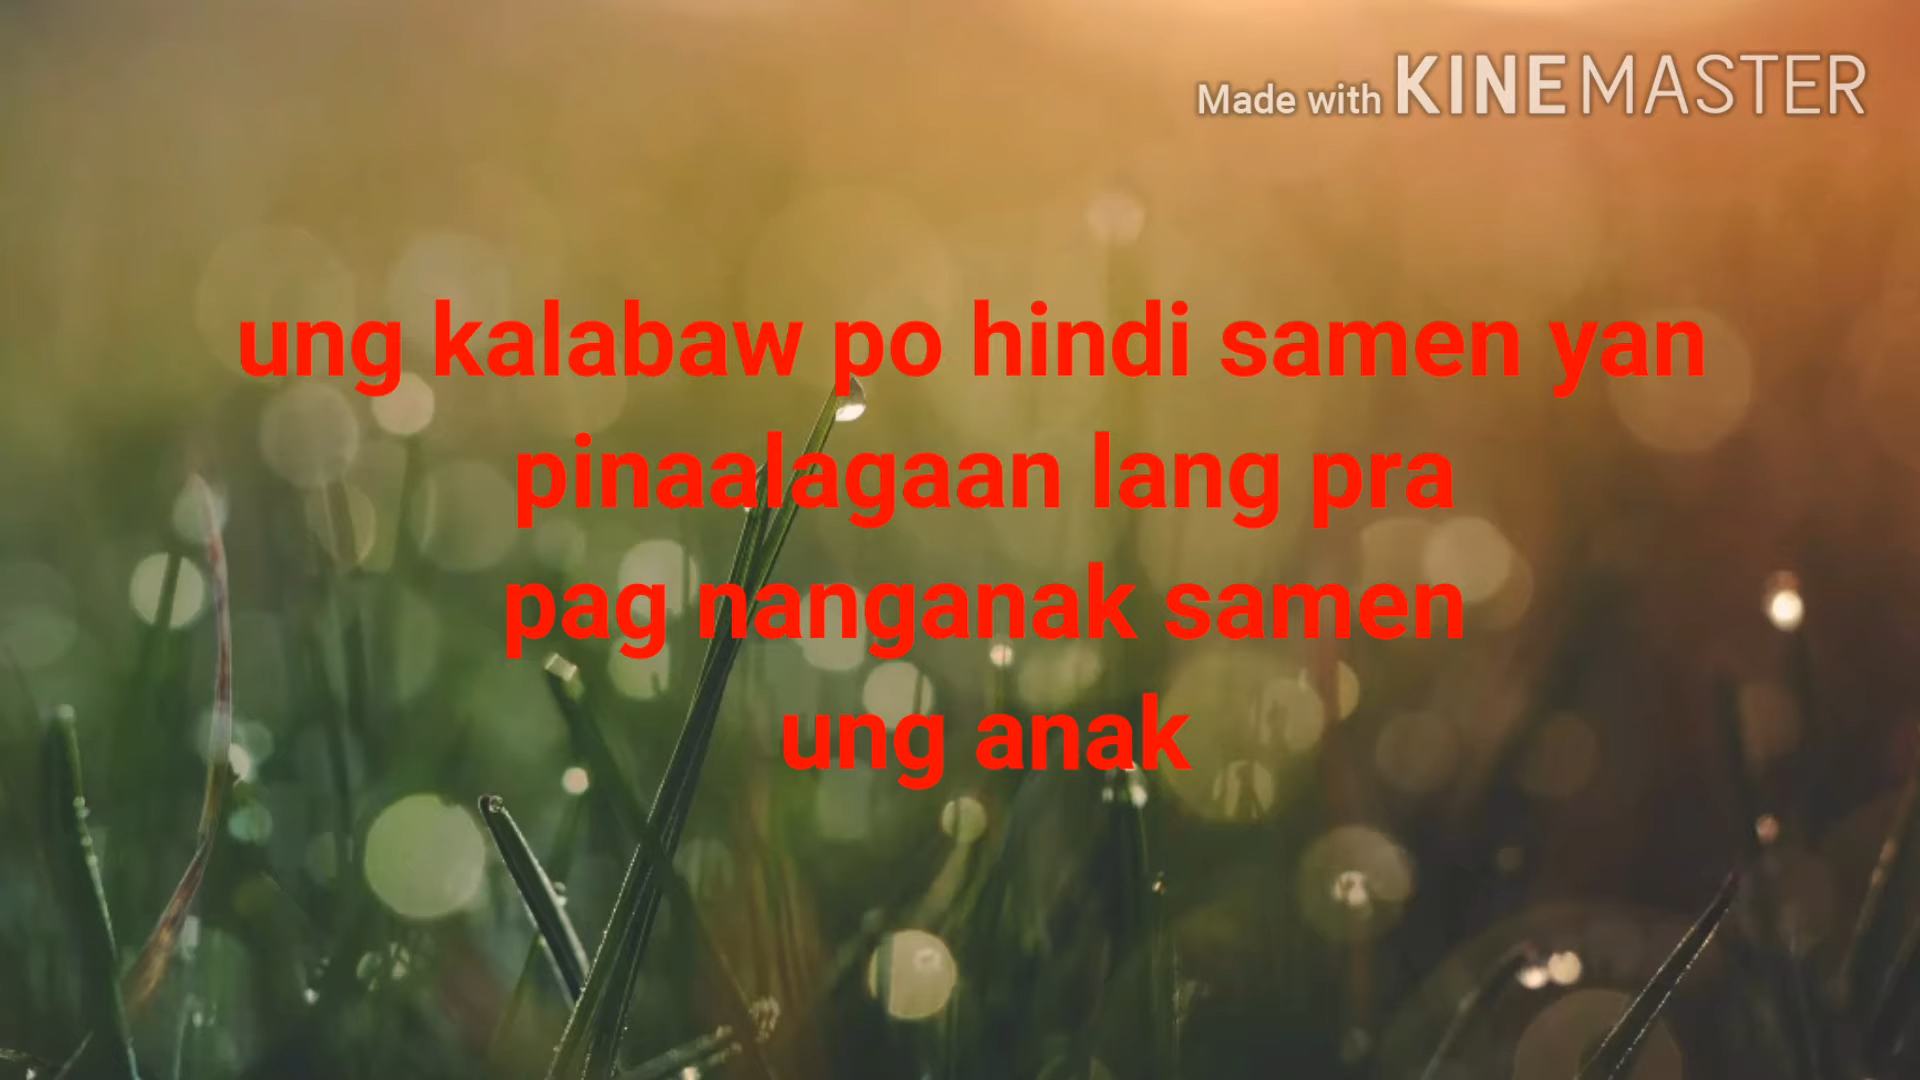 Made with KINEMASTER
ung kalabaw po hindi samen yan
pinaalagaan lang pra
pag nanganak samen
ung anak